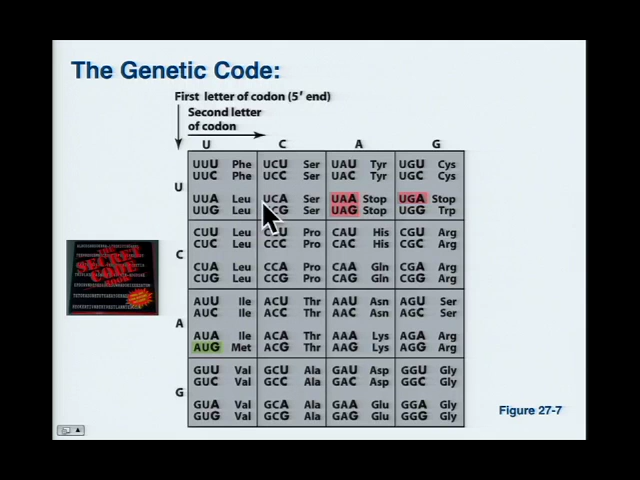 The Genetic Code:
First letter of codon (5' end)
Second letter
of codon
U C A G
U
UUU Phe UCU Ser UAU Tyr UGU Cys
UUC Phe UCC Ser UAC Tyr UGC Cys
UUA Leu UCA Ser UAA Stop UGA Stop
UUG Leu UCG Ser UAG Stop UGG Trp
C
CUU Leu CCU Pro CAU His CGU Arg
CUC Leu CCC Pro CAC His CGC Arg
CUA Leu CCA Pro CAA Gln CGA Arg
CUG Leu CCG Pro CAG Gln CGG Arg
A
AUU Ile ACU Thr AAU Asn AGU Ser
AUC Ile ACC Thr AAC Asn AGC Ser
AUA Ile ACA Thr AAA Lys AGA Arg
AUG Met ACG Thr AAG Lys AGG Arg
G
GUU Val GCU Ala GAU Asp GGU Gly
GUC Val GCC Ala GAC Asp GGC Gly
GUA Val GCA Ala GAA Glu GGA Gly
GUG Val GCG Ala GAG Glu GGG Gly
THE
SECRET
CODE
Figure 27-7